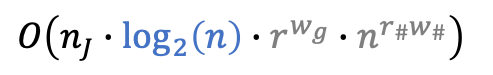 O(n_J · log₂(n) · r^{w_g} · n^{r_# w_#})